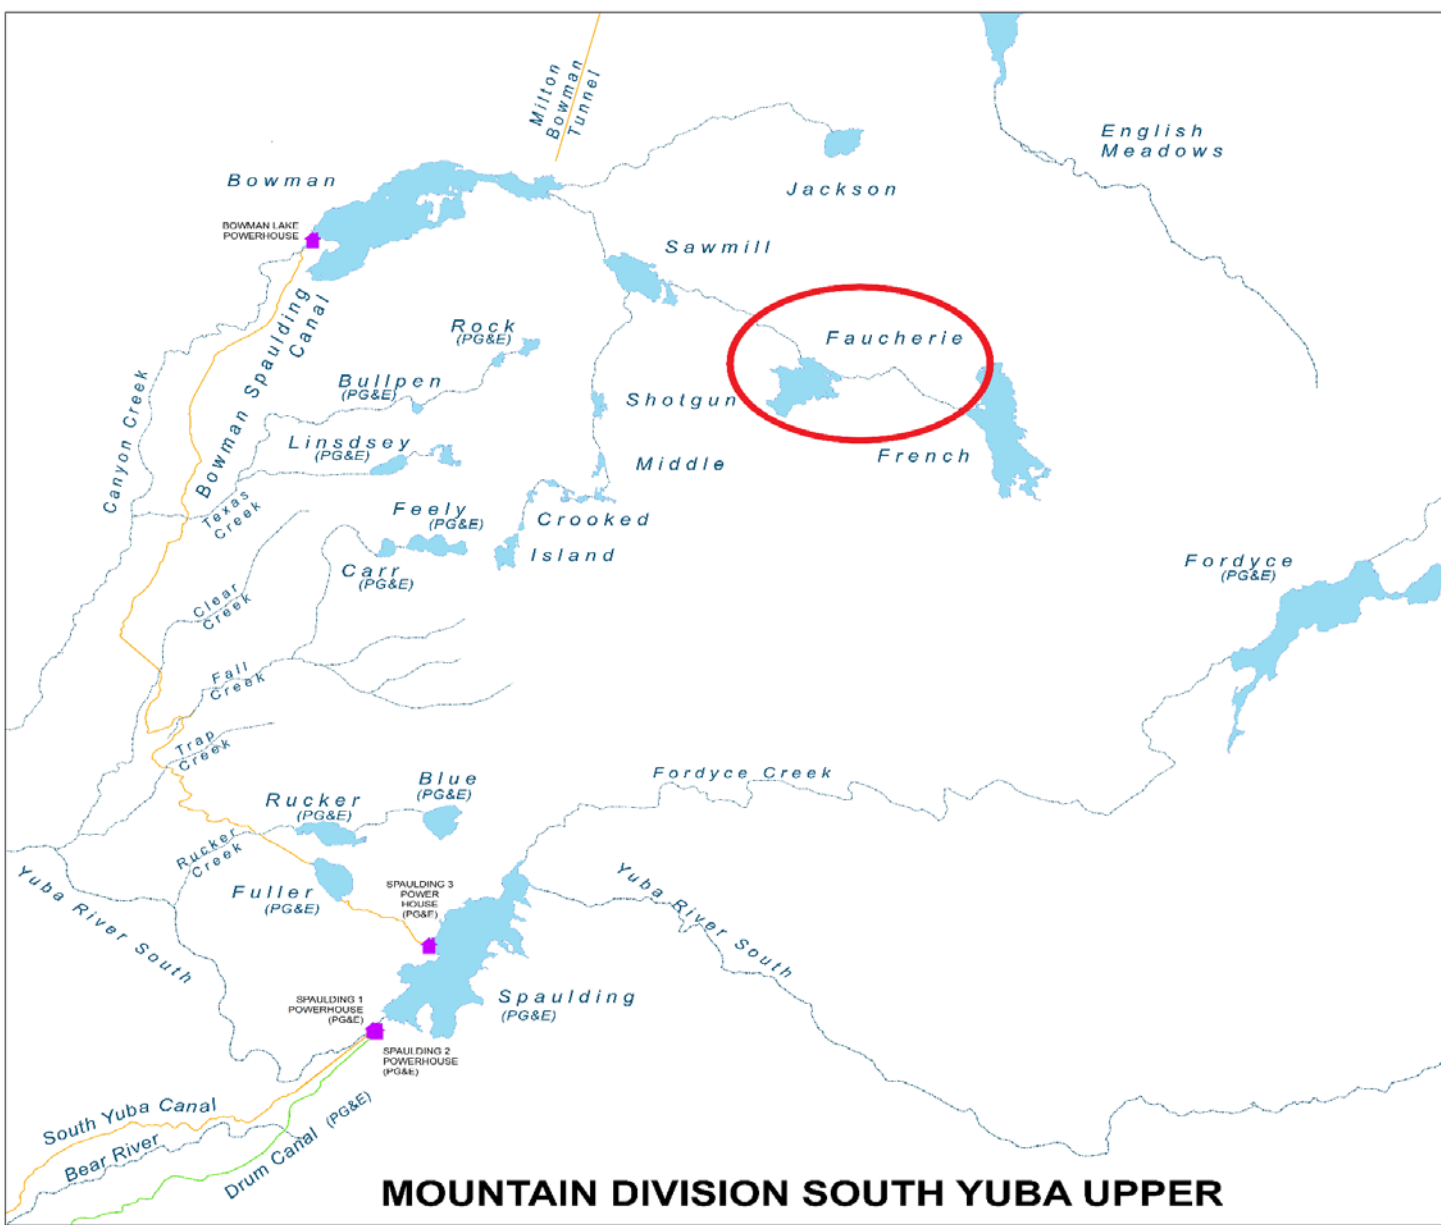 Milton
Bowman
Tunnel
English
Meadows
Bowman
Jackson
BOWMAN LAKE
POWERHOUSE
Sawmill
Bowman Spaulding
Canal
Rock
(PG&E)
Faucherie
Canyon Creek
Bullpen
(PG&E)
Shotgun
Linsdsey
(PG&E)
Middle
French
Texas
Creek
Feely
(PG&E)
Crooked
Island
Carr
(PG&E)
Fordyce
(PG&E)
Clear
Creek
Fall
Creek
Trap
Creek
Fordyce Creek
Blue
(PG&E)
Rucker
(PG&E)
Rucker
Creek
Yuba River South
Fuller
(PG&E)
SPAULDING 3
POWER
HOUSE
(PG&E)
Yuba River South
SPAULDING 1
POWERHOUSE
(PG&E)
Spaulding
(PG&E)
SPAULDING 2
POWERHOUSE
(PG&E)
South Yuba Canal
Bear River
Drum Canal (PG&E)
MOUNTAIN DIVISION SOUTH YUBA UPPER